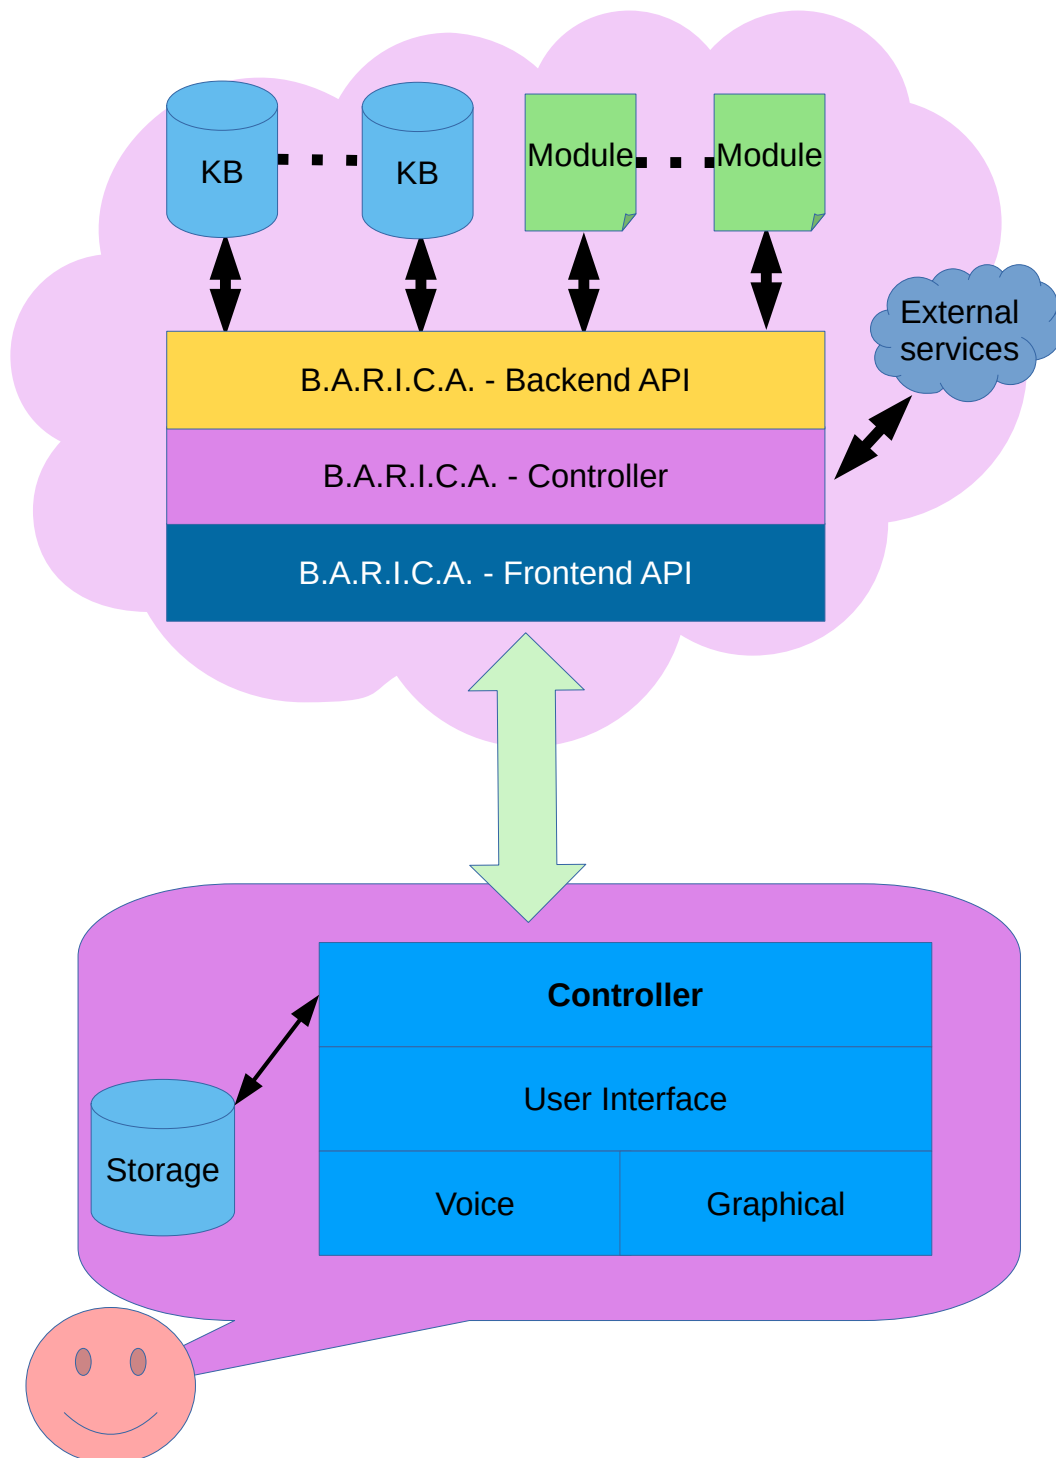 KB
KB
Module
Module
External
services
B.A.R.I.C.A. - Backend API
B.A.R.I.C.A. - Controller
B.A.R.I.C.A. - Frontend API
Controller
User Interface
Storage
Voice
Graphical